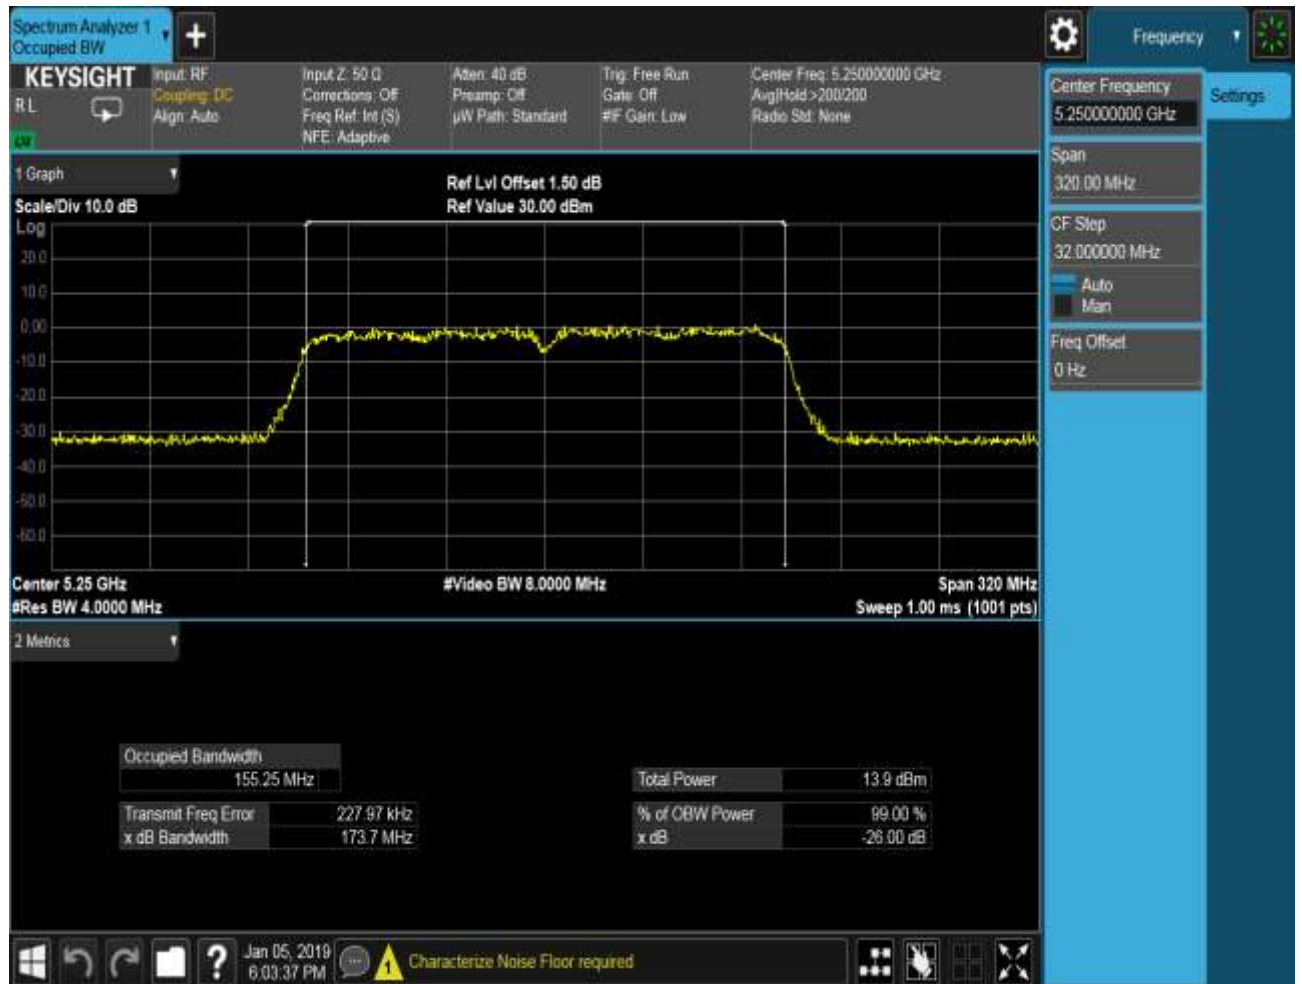 Spectrum Analyzer 1
Occupied BW
Frequency
KEYSIGHT
R L
Input: RF
Coupling: DC
Align: Auto
Input Z: 50 Ω
Corrections: Off
Freq Ref: Int (S)
NFE: Adaptive
Atten: 40 dB
Preamp: Off
µW Path: Standard
Trig: Free Run
Gate: Off
#IF Gain: Low
Center Freq: 5.250000000 GHz
Avg|Hold:>200/200
Radio Std: None
Center Frequency
5.250000000 GHz
Settings
Span
320.00 MHz
CF Step
32.000000 MHz
Auto
Man
Freq Offset
0 Hz
1 Graph
Scale/Div 10.0 dB
Ref Lvl Offset 1.50 dB
Ref Value 30.00 dBm
Log
20.0
10.0
0.00
-10.0
-20.0
-30.0
-40.0
-50.0
-60.0
Center 5.25 GHz
#Res BW 4.0000 MHz
#Video BW 8.0000 MHz
Span 320 MHz
Sweep 1.00 ms (1001 pts)
2 Metrics
Occupied Bandwidth
155.25 MHz
Transmit Freq Error 227.97 kHz
x dB Bandwidth 173.7 MHz
Total Power 13.9 dBm
% of OBW Power 99.00 %
x dB -26.00 dB
Jan 05, 2019
6:03:37 PM
1
Characterize Noise Floor required